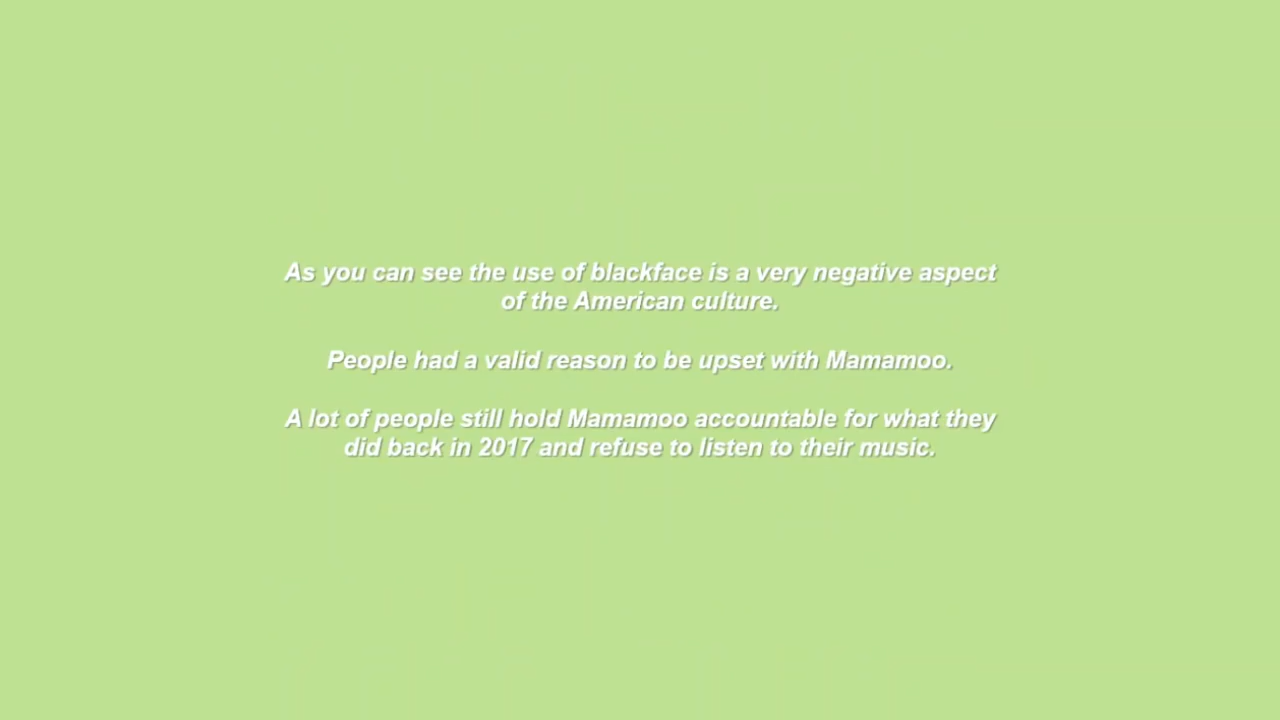 As you can see the use of blackface is a very negative aspect
of the American culture.
People had a valid reason to be upset with Mamamoo.
A lot of people still hold Mamamoo accountable for what they
did back in 2017 and refuse to listen to their music.